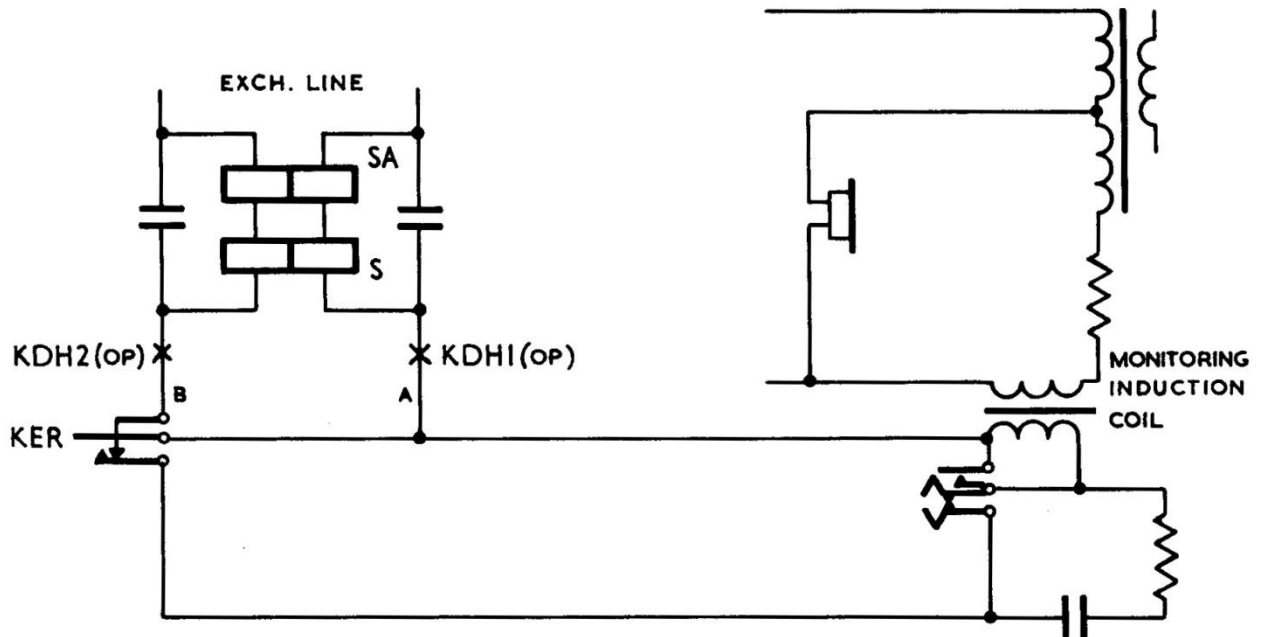 EXCH. LINE
SA
S
KDH2(OP)
KDH1(OP)
B
A
KER
MONITORING
INDUCTION
COIL